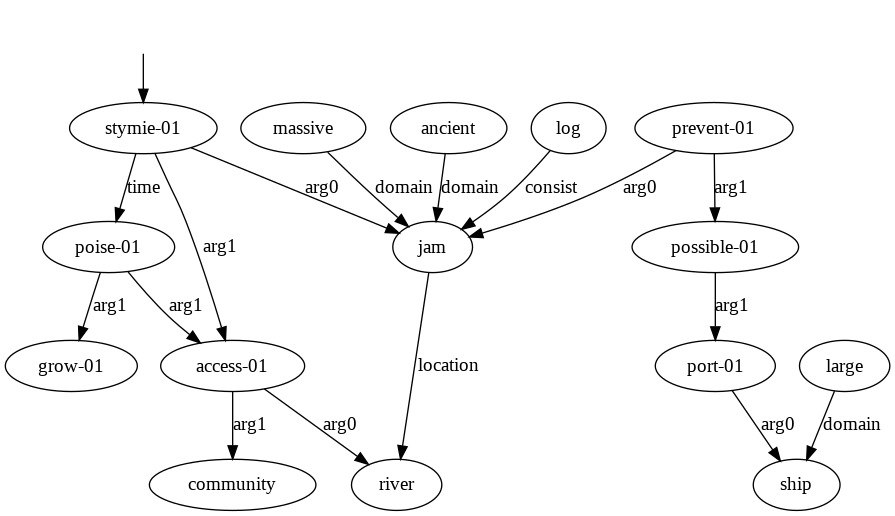 stymie-01 massive ancient log prevent-01
time domain domain consist arg0 arg1
arg0
poise-01 arg1 jam possible-01
arg1 arg1 arg1
grow-01 access-01 location port-01 large
arg1 arg0 arg0 domain
community river ship